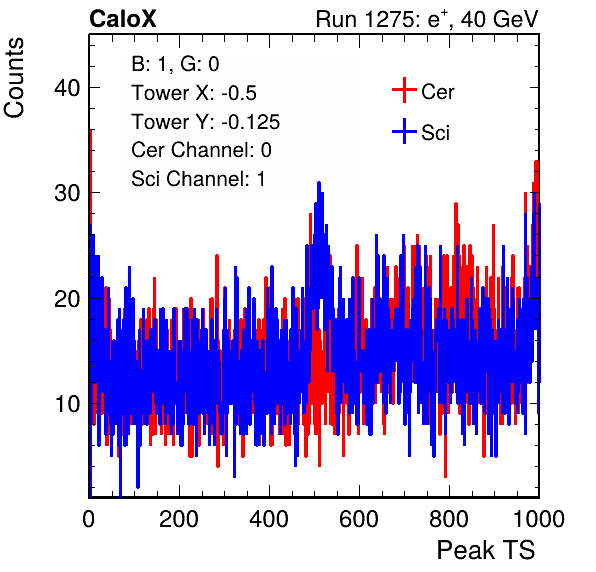 CaloX Run 1275: e⁺, 40 GeV
Counts
B: 1, G: 0
Tower X: -0.5
Tower Y: -0.125
Cer Channel: 0
Sci Channel: 1
Cer
Sci
40
30
20
10
0 200 400 600 800 1000
Peak TS